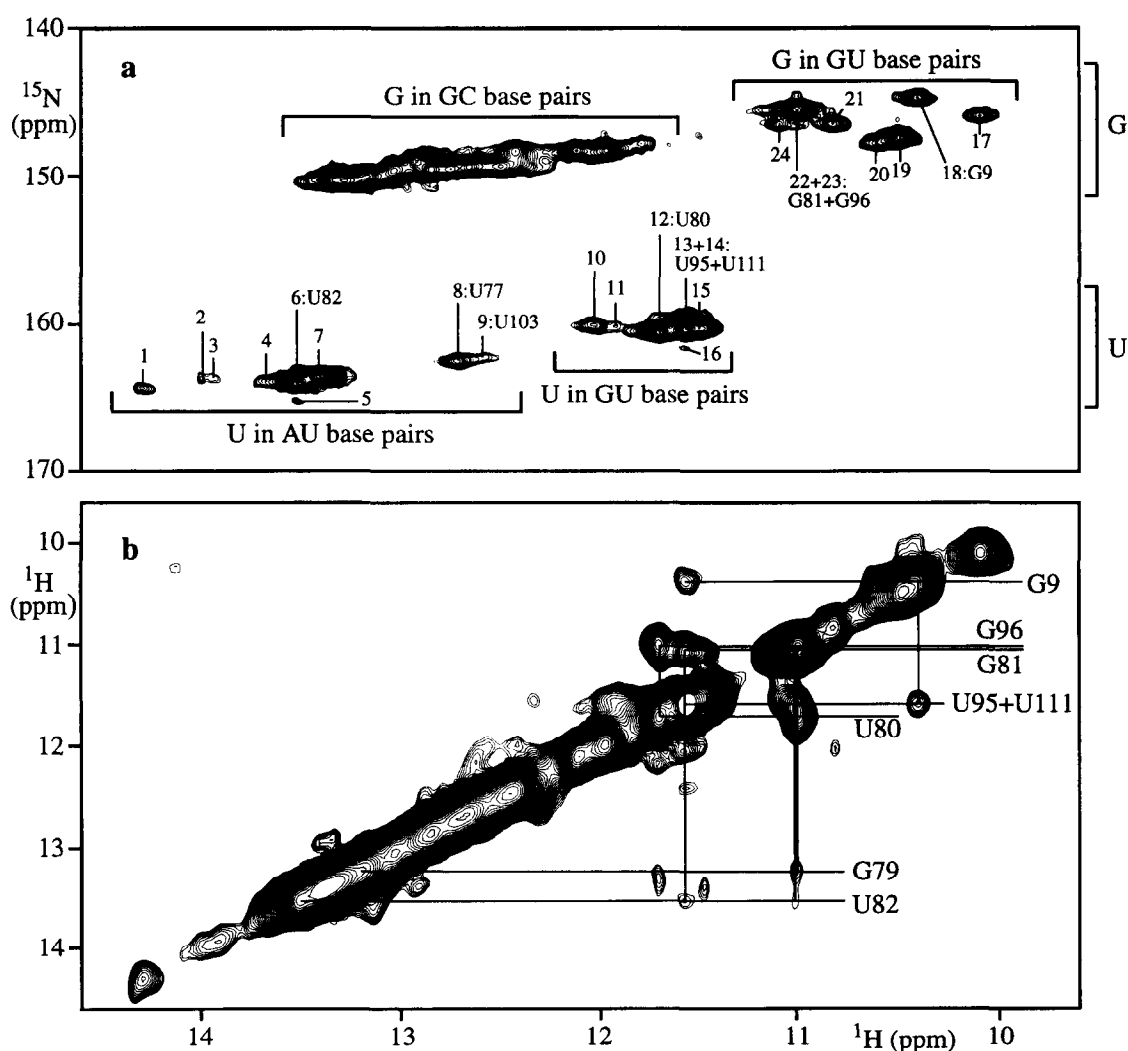 140
a
15N
(ppm)
G in GC base pairs
G in GU base pairs
G
21
24
20
19
17
18:G9
22+23:
G81+G96
150
12:U80
13+14:
U95+U111
10
11
15
6:U82
8:U77
9:U103
2
3
1
4
7
160
16
5
U
U in GU base pairs
U in AU base pairs
170
b
10
1H
(ppm)
G9
11
G96
G81
U95+U111
U80
12
13
G79
U82
14
14
13
12
11
1H (ppm)
10